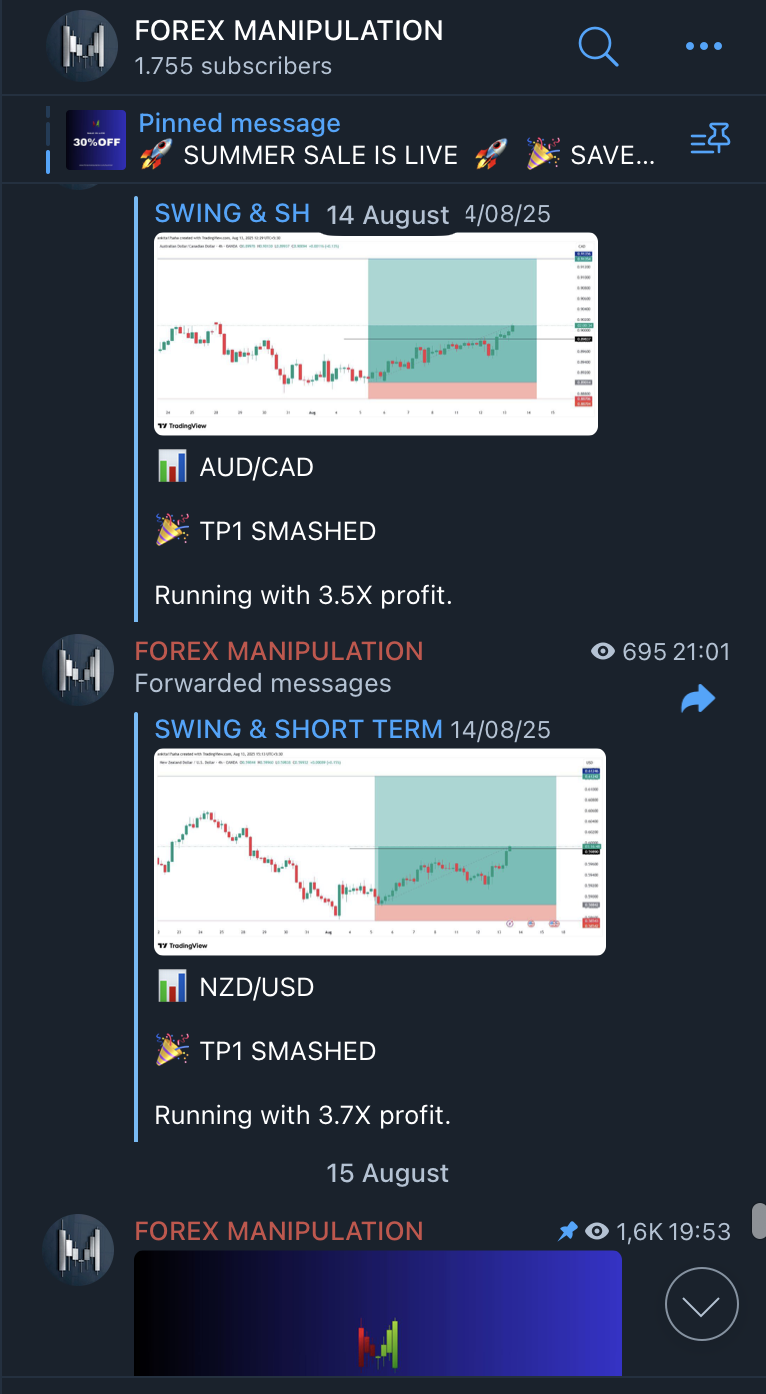 FOREX MANIPULATION
1.755 subscribers
Pinned message
🚀 SUMMER SALE IS LIVE 🚀 🎉 SAVE...
30%OFF
SWING & SH
14 August
4/08/25
TradingView
📊 AUD/CAD
🎉 TP1 SMASHED
Running with 3.5X profit.
FOREX MANIPULATION
695 21:01
Forwarded messages
SWING & SHORT TERM 14/08/25
TradingView
📊 NZD/USD
🎉 TP1 SMASHED
Running with 3.7X profit.
15 August
FOREX MANIPULATION
1,6K 19:53